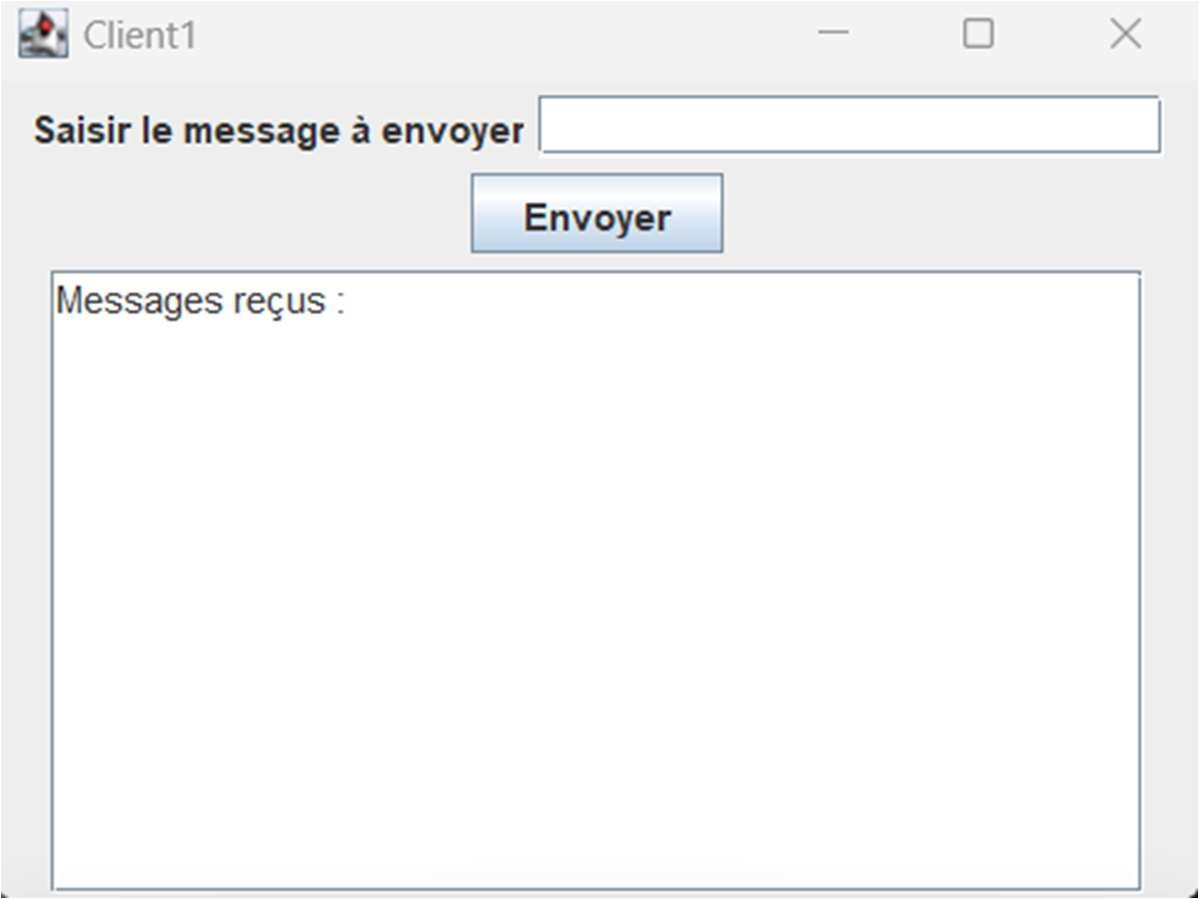 Client1
Saisir le message à envoyer
Envoyer
Messages reçus :